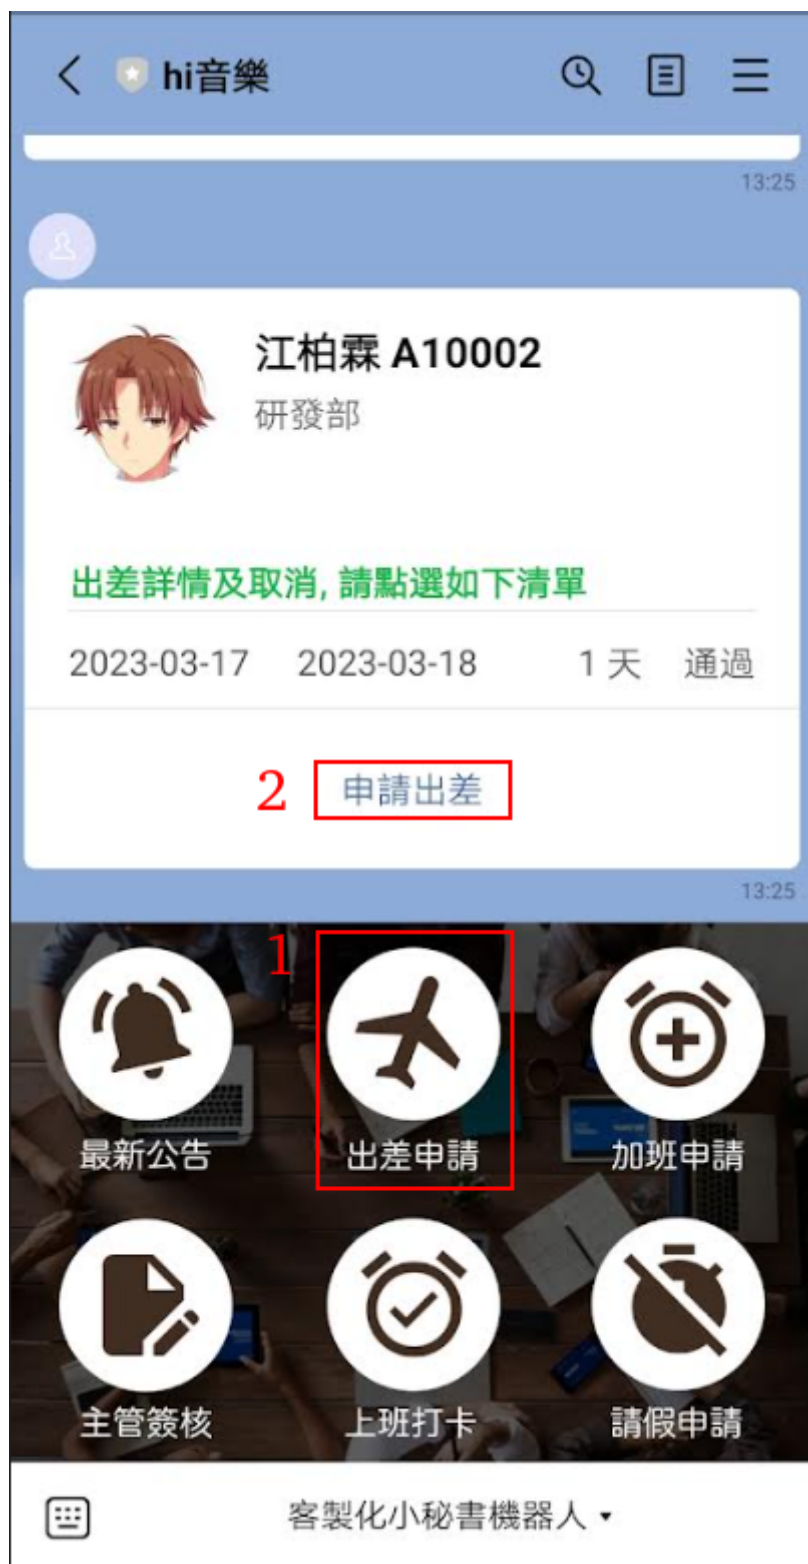 hi音樂
13:25
江柏霖 A10002
研發部
出差詳情及取消, 請點選如下清單
2023-03-17 2023-03-18 1 天 通過
2 申請出差
13:25
1
最新公告 出差申請 加班申請
主管簽核 上班打卡 請假申請
客製化小秘書機器人 ▾